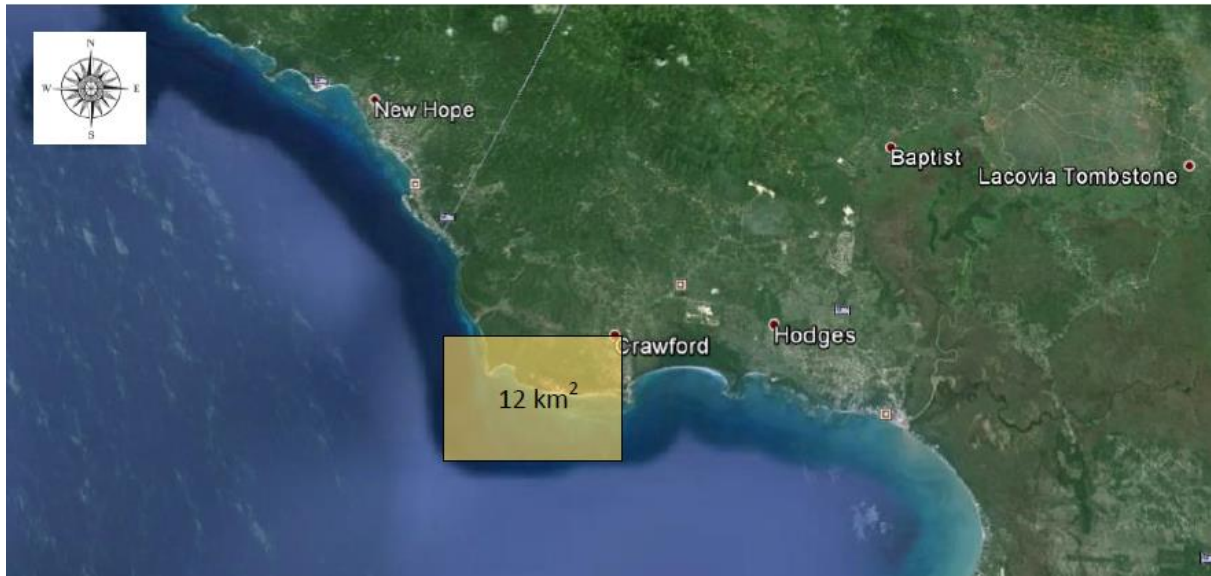 N
W E
S
New Hope
Baptist
Lacovia Tombstone
Crawford
Hodges
12 km²